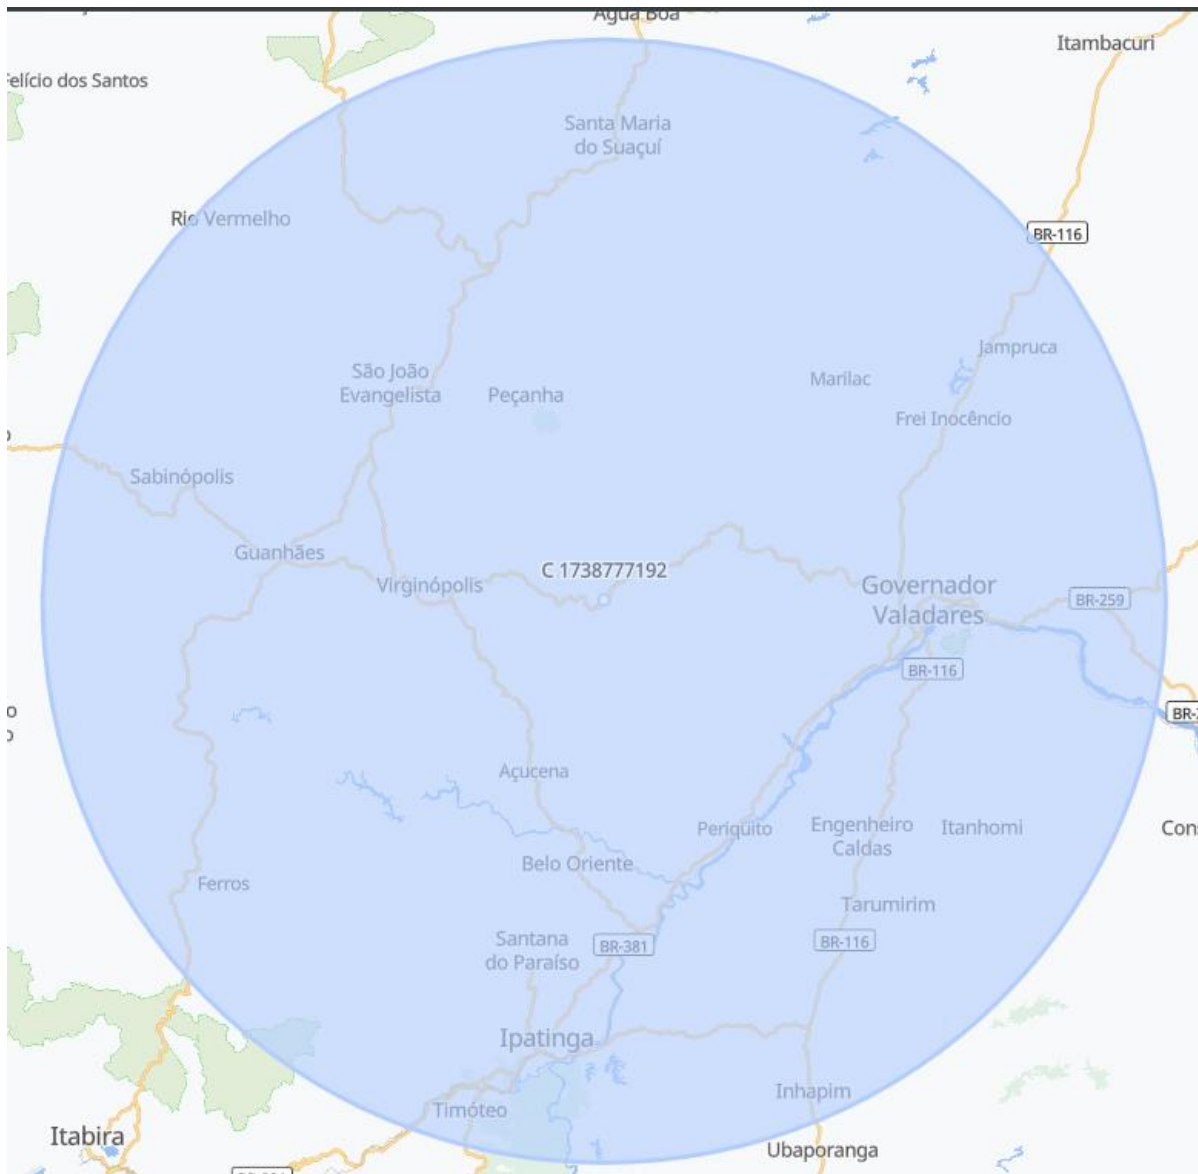 Água Boa
Itambacuri
Felício dos Santos
Santa Maria
do Suaçuí
Rio Vermelho
BR-116
Jampruca
São João
Evangelista
Peçanha
Marilac
Frei Inocêncio
Sabinópolis
Guanhães
Virginópolis
C 1738777192
Governador
Valadares
BR-259
BR-116
Açucena
Periquito
Engenheiro
Caldas
Itanhomi
Belo Oriente
Ferros
Tarumirim
Santana
do Paraíso
BR-381
BR-116
Ipatinga
Inhapim
Timóteo
Itabira
Ubaporanga